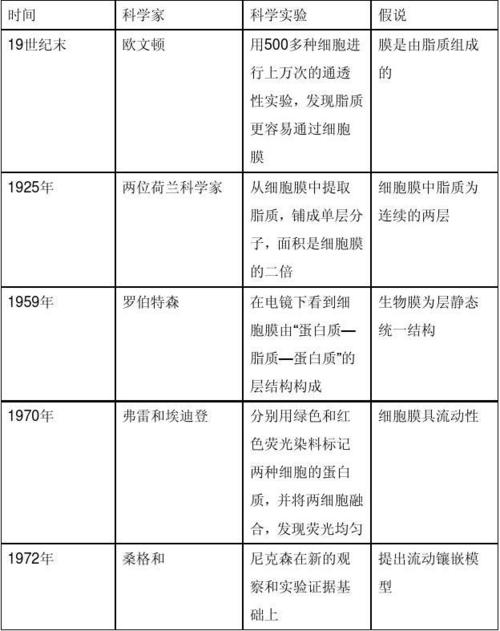 时间 科学家 科学实验 假说
19世纪末 欧文顿 用500多种细胞进 膜是由脂质组成
行上万次的通透 的
性实验，发现脂质
更容易通过细胞
膜
1925年 两位荷兰科学家 从细胞膜中提取 细胞膜中脂质为
脂质，铺成单层分 连续的两层
子，面积是细胞膜
的二倍
1959年 罗伯特森 在电镜下看到细 生物膜为层静态
胞膜由“蛋白质— 统一结构
脂质—蛋白质”的
层结构构成
1970年 弗雷和埃迪登 分别用绿色和红 细胞膜具流动性
色荧光染料标记
两种细胞的蛋白
质，并将两细胞融
合，发现荧光均匀
1972年 桑格和 尼克森在新的观 提出流动镶嵌模
察和实验证据基 型
础上